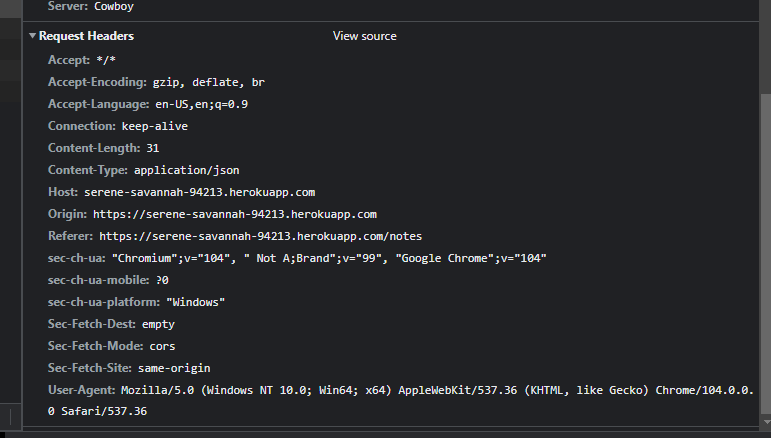 Server: Cowboy
Request Headers View source
Accept: */*
Accept-Encoding: gzip, deflate, br
Accept-Language: en-US,en;q=0.9
Connection: keep-alive
Content-Length: 31
Content-Type: application/json
Host: serene-savannah-94213.herokuapp.com
Origin: https://serene-savannah-94213.herokuapp.com
Referer: https://serene-savannah-94213.herokuapp.com/notes
sec-ch-ua: "Chromium";v="104", " Not A;Brand";v="99", "Google Chrome";v="104"
sec-ch-ua-mobile: ?0
sec-ch-ua-platform: "Windows"
Sec-Fetch-Dest: empty
Sec-Fetch-Mode: cors
Sec-Fetch-Site: same-origin
User-Agent: Mozilla/5.0 (Windows NT 10.0; Win64; x64) AppleWebKit/537.36 (KHTML, like Gecko) Chrome/104.0.0.
0 Safari/537.36